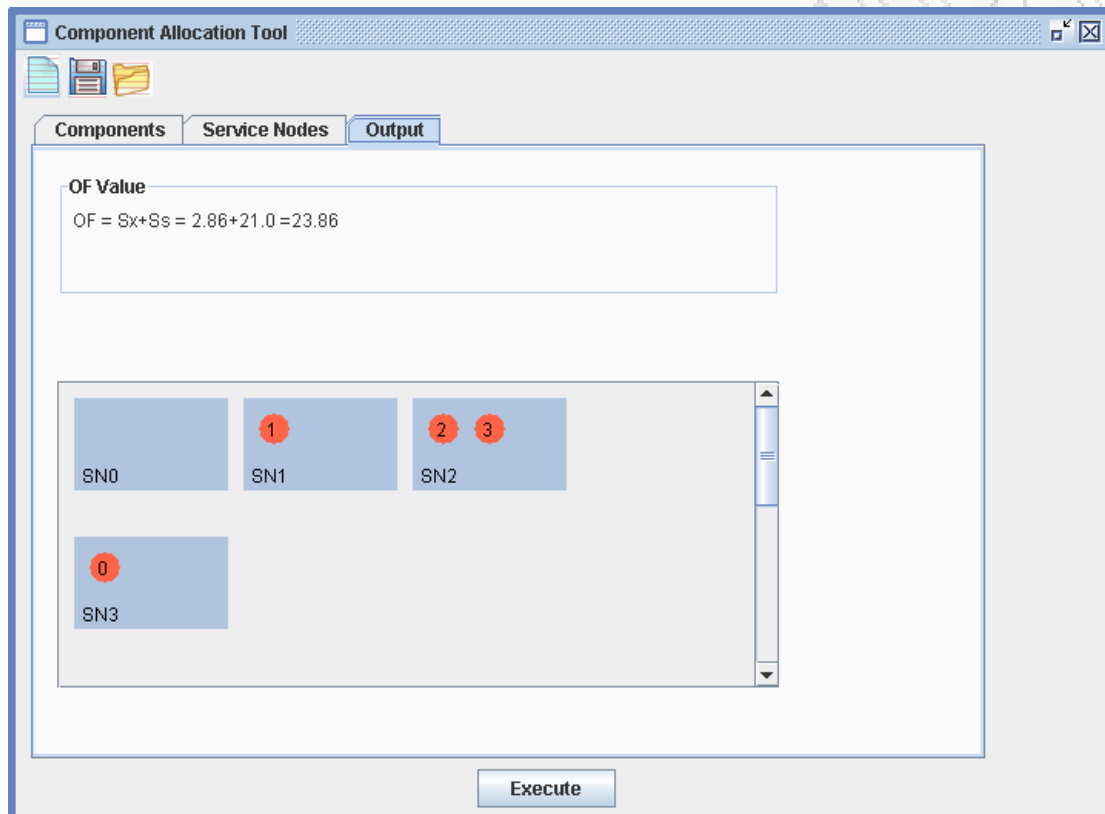 Component Allocation Tool
Components Service Nodes Output
OF Value
OF = Sx+Ss = 2.86+21.0 =23.86
1 2 3
SN0 SN1 SN2
0
SN3
Execute